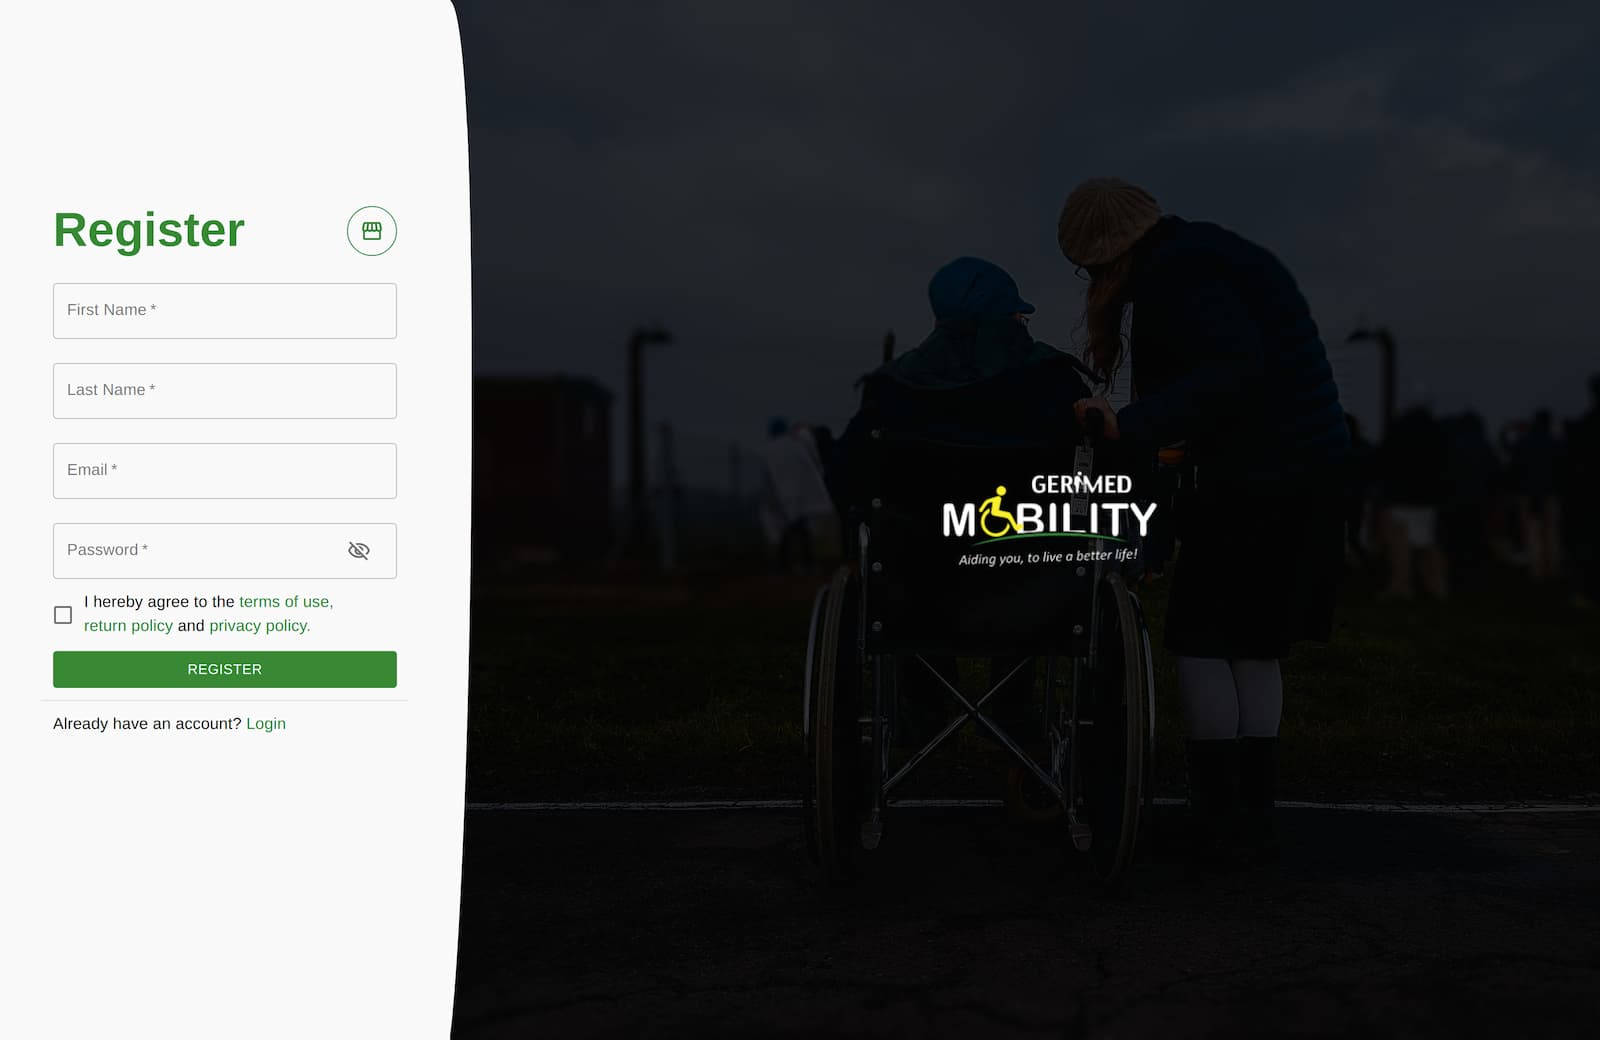 Register
First Name *
Last Name *
Email *
Password *
I hereby agree to the terms of use,
return policy and privacy policy.
REGISTER
Already have an account? Login
GERIMED
MOBILITY
Aiding you, to live a better life!